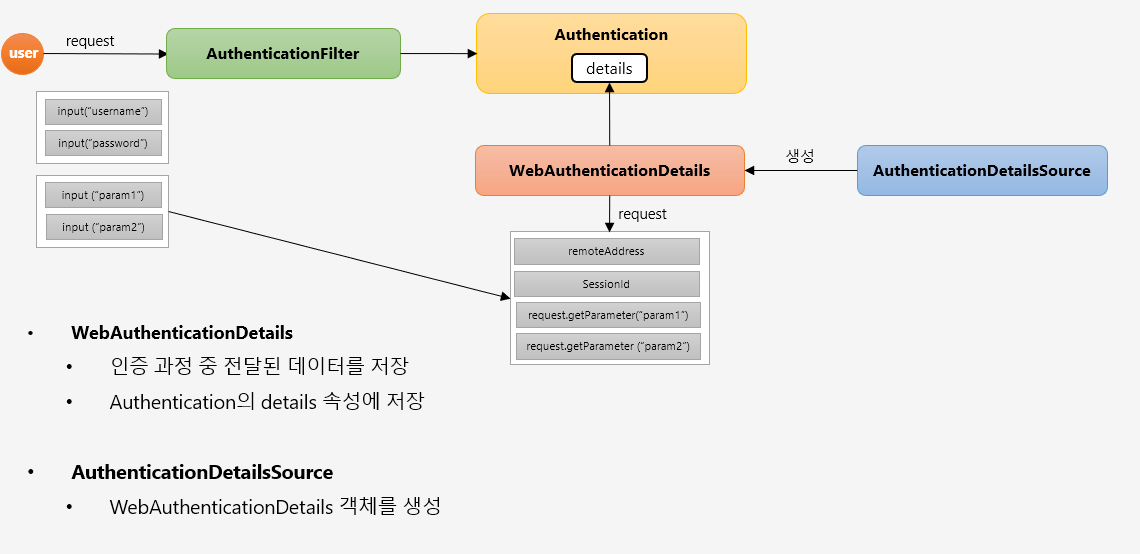 user
request
AuthenticationFilter
Authentication
details
input(“username”)
input(“password”)
input (“param1”)
input (“param2”)
WebAuthenticationDetails
생성
AuthenticationDetailsSource
request
remoteAddress
SessionId
request.getParameter(“param1”)
request.getParameter (“param2”)
• WebAuthenticationDetails
• 인증 과정 중 전달된 데이터를 저장
• Authentication의 details 속성에 저장
• AuthenticationDetailsSource
• WebAuthenticationDetails 객체를 생성